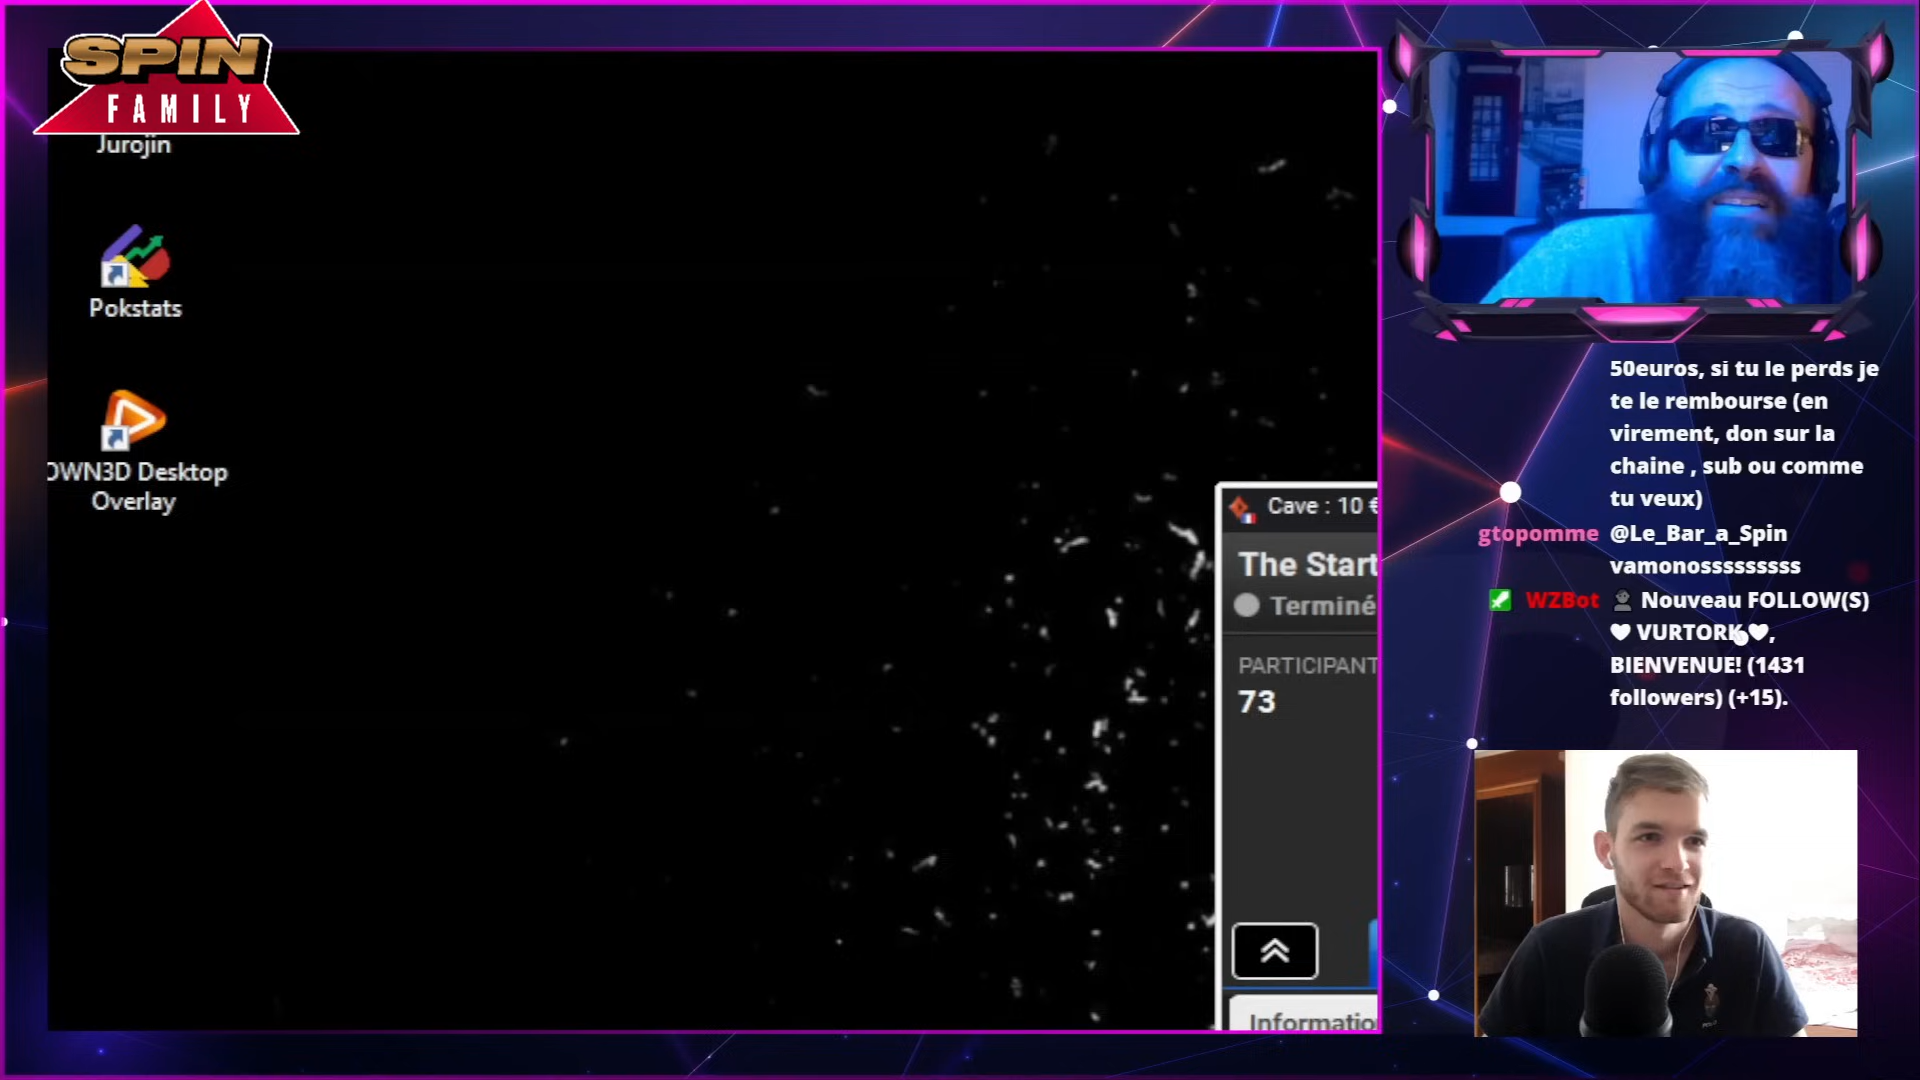 SPIN
FAMILY
Jurojin
Pokstats
OWN3D Desktop
Overlay
Cave : 10 €
The Start
Terminé
PARTICIPANT
73
Informatio
50euros, si tu le perds je
te le rembourse (en
virement, don sur la
chaine , sub ou comme
tu veux)
gtopomme @Le_Bar_a_Spin
vamonosssssssss
WZBot Nouveau FOLLOW(S)
VURTORK ,
BIENVENUE! (1431
followers) (+15).